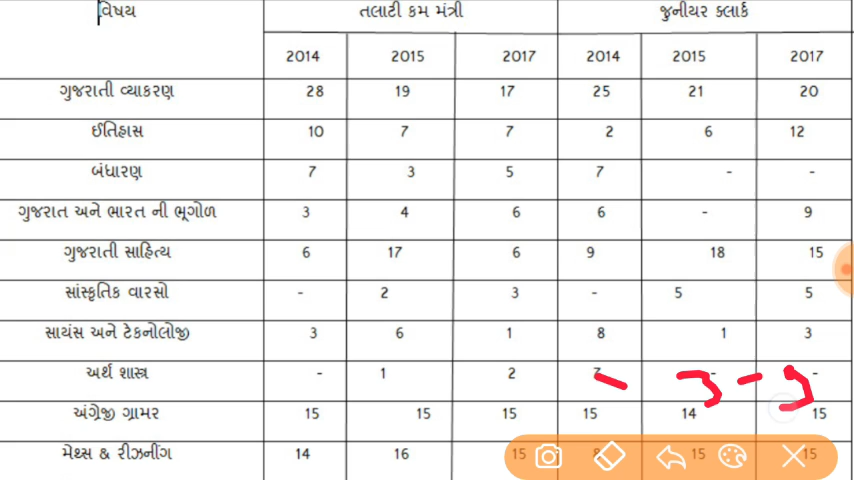 વિષય તલાટી કમ મંત્રી જુનીયર ક્લાર્ક
2014 2015 2017 2014 2015 2017
ગુજરાતી વ્યાકરણ 28 19 17 25 21 20
ઈતિહાસ 10 7 7 2 6 12
બંધારણ 7 3 5 7 - -
ગુજરાત અને ભારત ની ભૂગોળ 3 4 6 6 - 9
ગુજરાતી સાહિત્ય 6 17 6 9 18 15
સાંસ્કૃતિક વારસો - 2 3 - 5 5
સાયંસ અને ટેકનોલોજી 3 6 1 8 1 3
અર્થ શાસ્ત્ર - 1 2 - -
અંગ્રેજી ગ્રામર 15 15 15 15 14 15
મેથ્સ & રીઝનીંગ 14 16 15 8 15 15